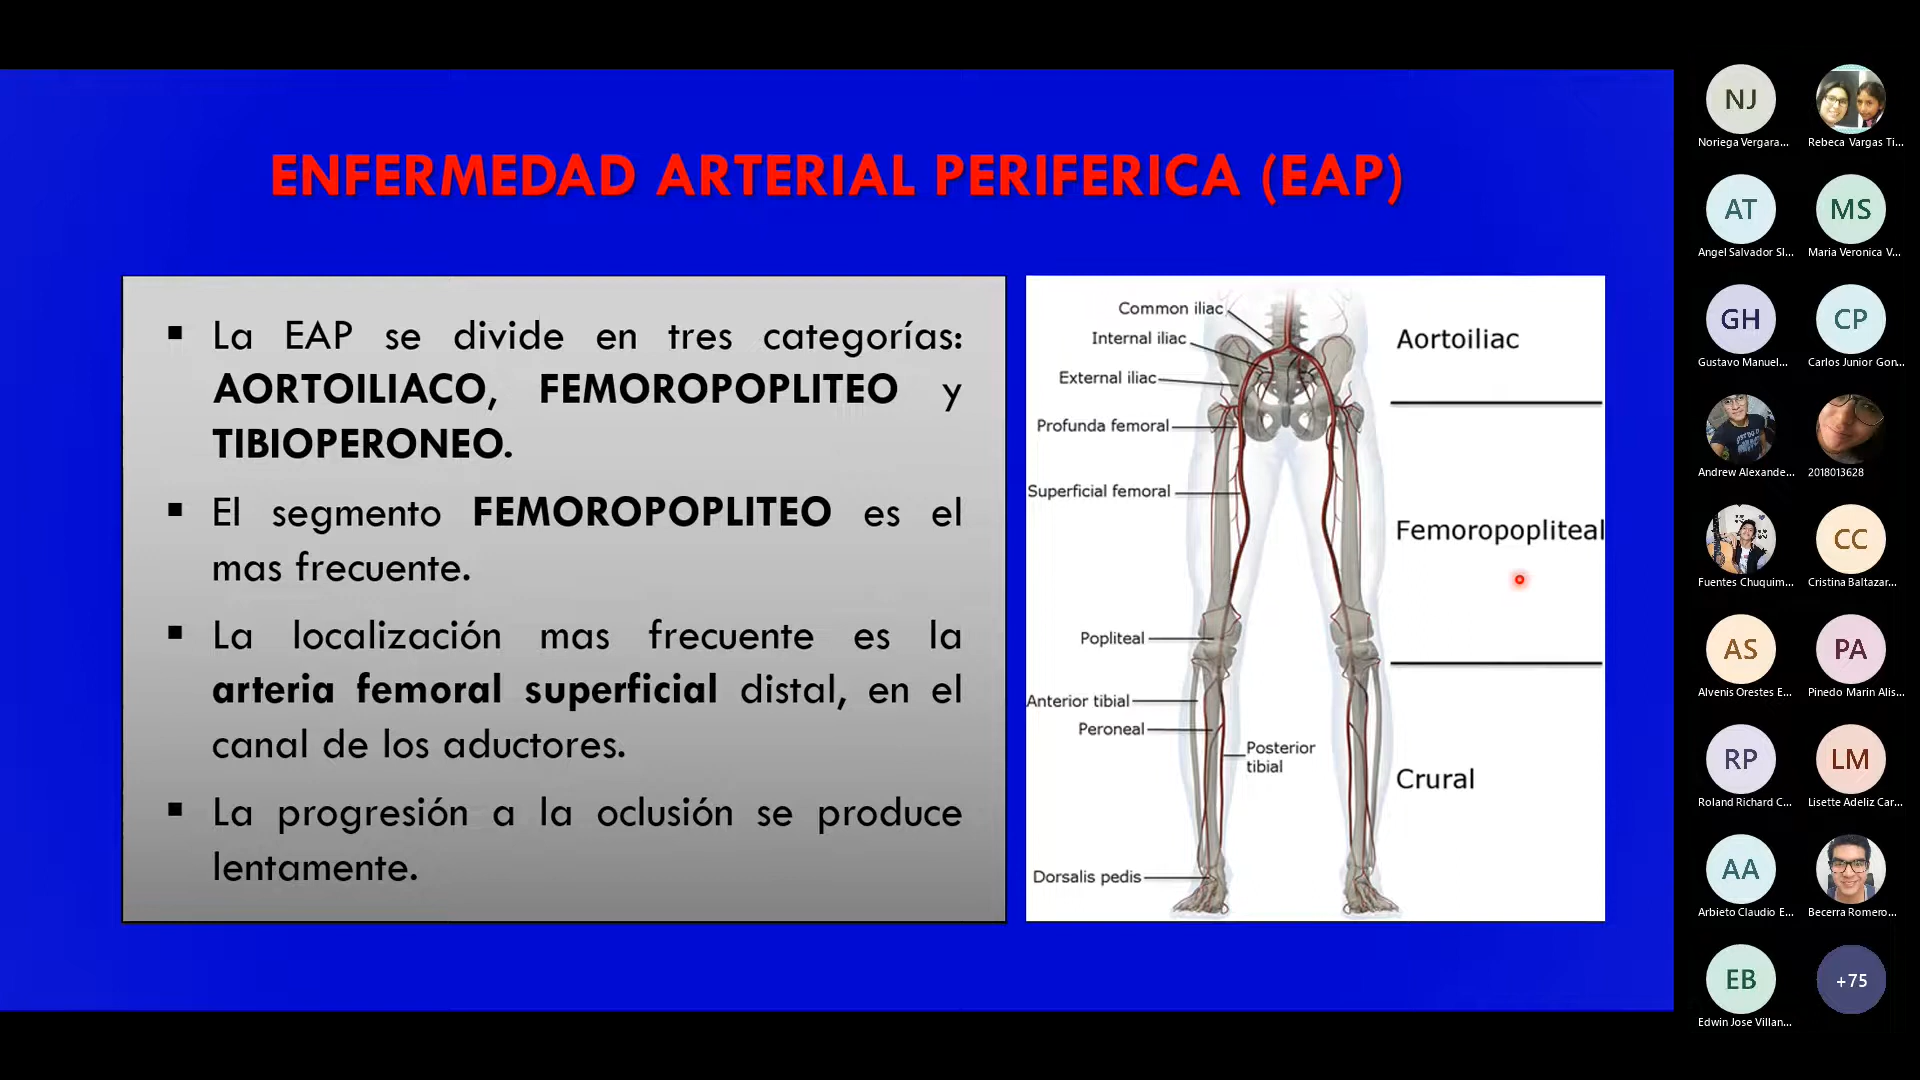 ENFERMEDAD ARTERIAL PERIFERICA (EAP)
▪ La EAP se divide en tres categorías:
AORTOILIACO, FEMOROPOPLITEO y
TIBIOPERONEO.
▪ El segmento FEMOROPOPLITEO es el
mas frecuente.
▪ La localización mas frecuente es la
arteria femoral superficial distal, en el
canal de los aductores.
▪ La progresión a la oclusión se produce
lentamente.
Common iliac
Internal iliac
External iliac
Profunda femoral
Superficial femoral
Popliteal
Anterior tibial
Peroneal
Posterior
tibial
Dorsalis pedis
Aortoiliac
Femoropopliteal
Crural
NJ
Noriega Vergara...
Rebeca Vargas Ti...
AT
Angel Salvador Sl...
MS
Maria Veronica V...
GH
Gustavo Manuel...
CP
Carlos Junior Gon...
Andrew Alexande...
2018013628
Fuentes Chuquim...
CC
Cristina Baltazar...
AS
Alvenis Orestes E...
PA
Pinedo Marin Alis...
RP
Roland Richard C...
LM
Lisette Adeliz Car...
AA
Arbieto Claudio E...
Becerra Romero...
EB
Edwin Jose Villan...
+75